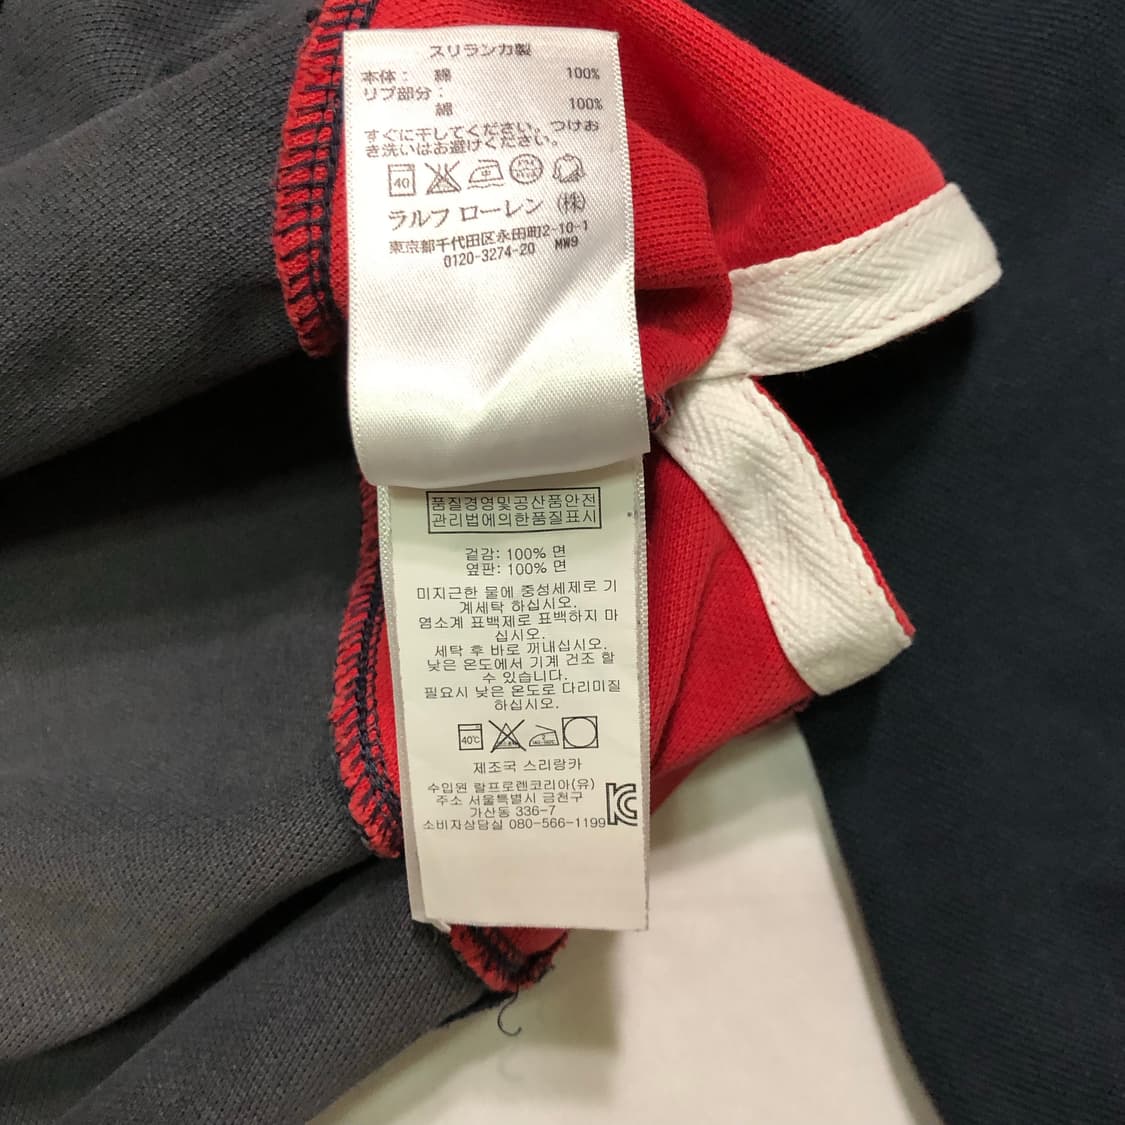 スリランカ製
本体: 綿 100%
リブ部分:
綿 100%
すぐに干してください。つけお
き洗いはお避けください。
40 中
ラルフ ローレン (株)
東京都千代田区永田町2-10-1
0120-3274-20 MW9
품질경영및공산품안전
관리법에의한품질표시
겉감: 100% 면
옆판: 100% 면
미지근한 물에 중성세제로 기
계세탁 하십시오.
염소계 표백제로 표백하지 마
십시오.
세탁 후 바로 꺼내십시오.
낮은 온도에서 기계 건조 할
수 있습니다.
필요시 낮은 온도로 다리미질
하십시오.
40℃
제조국 스리랑카
수입원 랄프로렌코리아(유)
주소 서울특별시 금천구
가산동 336-7
소비자상담실 080-566-1199